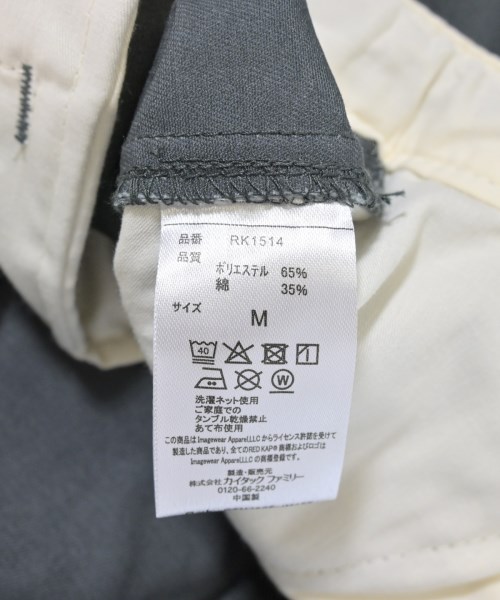 品番 RK1514
品質
ポリエステル 65%
綿 35%
サイズ
M
40
W
洗濯ネット使用
ご家庭での
タンブル乾燥禁止
あて布使用
この商品はImagewear Apparel,LLCからライセンス許諾を受けて
製造した商品であり、全てのRED KAP®商標およびロゴは
Imagewear Apparel,LLCの商標登録です。
製造・販売元
株式会社 カイタック ファミリー
0120-66-2240
中国製